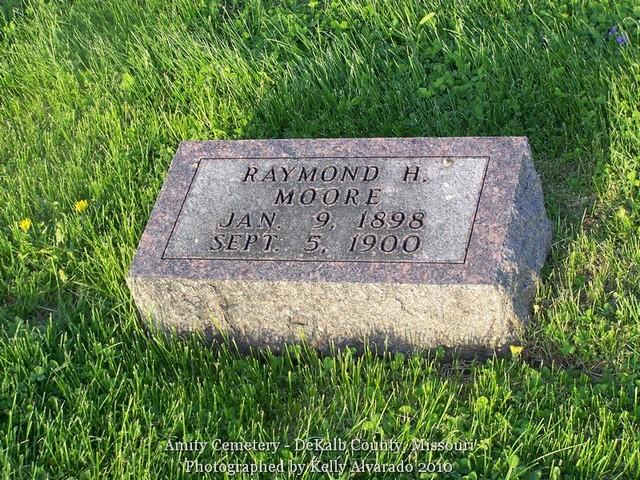 RAYMOND H.
MOORE
JAN. 9, 1898
SEPT. 5, 1900
Amity Cemetery - DeKalb County, Missouri
Photographed by Kelly Alvarado 2010